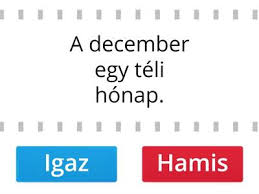 A december
egy téli
hónap.
Igaz
Hamis